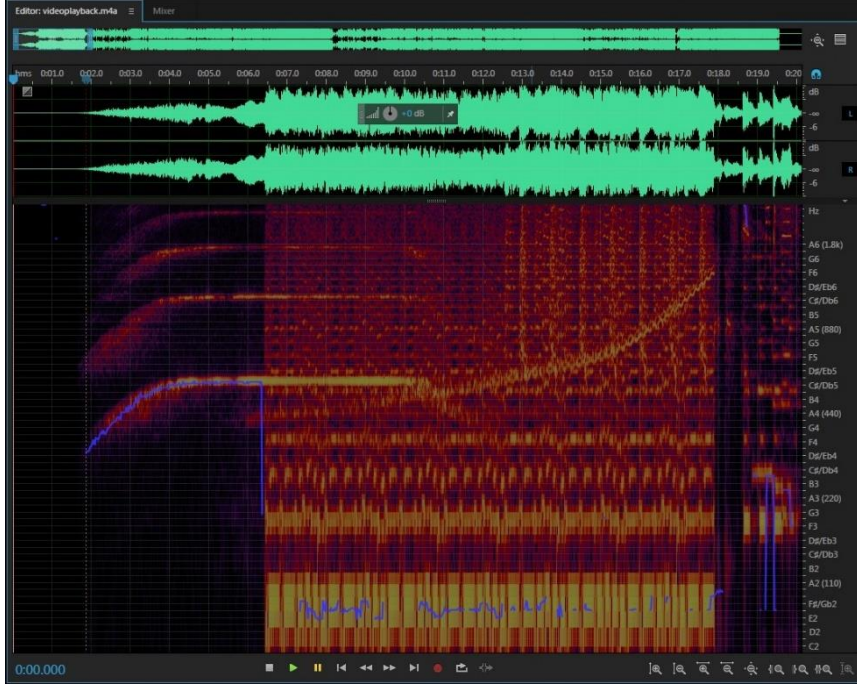 Editor: videoplayback.m4a Mixer
hms 0:01.0 0:02.0 0:03.0 0:04.0 0:05.0 0:06.0 0:07.0 0:08.0 0:09.0 0:10.0 0:11.0 0:12.0 0:13.0 0:14.0 0:15.0 0:16.0 0:17.0 0:18.0 0:19.0 0:20
dB
+0 dB
-∞ L
-6
dB
-∞ R
-6
Hz
A6 (1.8k)
G6
F6
D♯/Eb6
C♯/Db6
B5
A5 (880)
G5
F5
D♯/Eb5
C♯/Db5
B4
A4 (440)
G4
F4
D♯/Eb4
C♯/Db4
B3
A3 (220)
G3
F3
D♯/Eb3
C♯/Db3
B2
A2 (110)
F♯/Gb2
E2
D2
C2
0:00.000